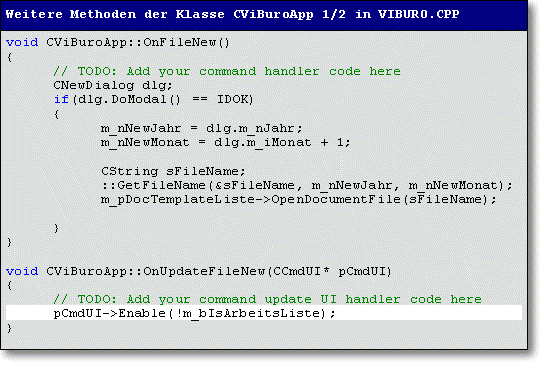 Weitere Methoden der Klasse CViBuroApp 1/2 in VIBURO.CPP
void CViBuroApp::OnFileNew()
{
// TODO: Add your command handler code here
CNewDialog dlg;
if(dlg.DoModal() == IDOK)
{
m_nNewJahr = dlg.m_nJahr;
m_nNewMonat = dlg.m_iMonat + 1;
CString sFileName;
::GetFileName(&sFileName, m_nNewJahr, m_nNewMonat);
m_pDocTemplateListe->OpenDocumentFile(sFileName);
}
}
void CViBuroApp::OnUpdateFileNew(CCmdUI* pCmdUI)
{
// TODO: Add your command update UI handler code here
pCmdUI->Enable(!m_bIsArbeitsListe);
}